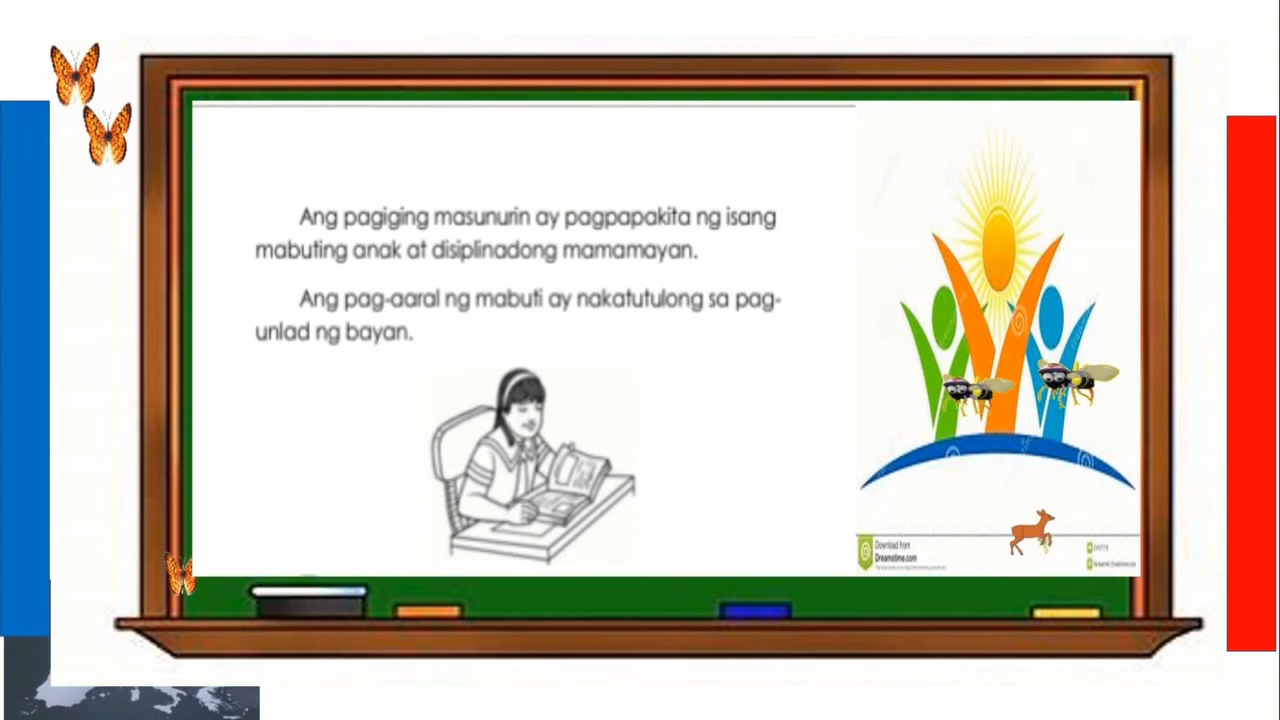 Ang pagiging masunurin ay pagpapakita ng isang
mabuting anak at disiplinadong mamamayan.
Ang pag-aaral ng mabuti ay nakatutulong sa pag-
unlad ng bayan.
Download from
Dreamstime.com